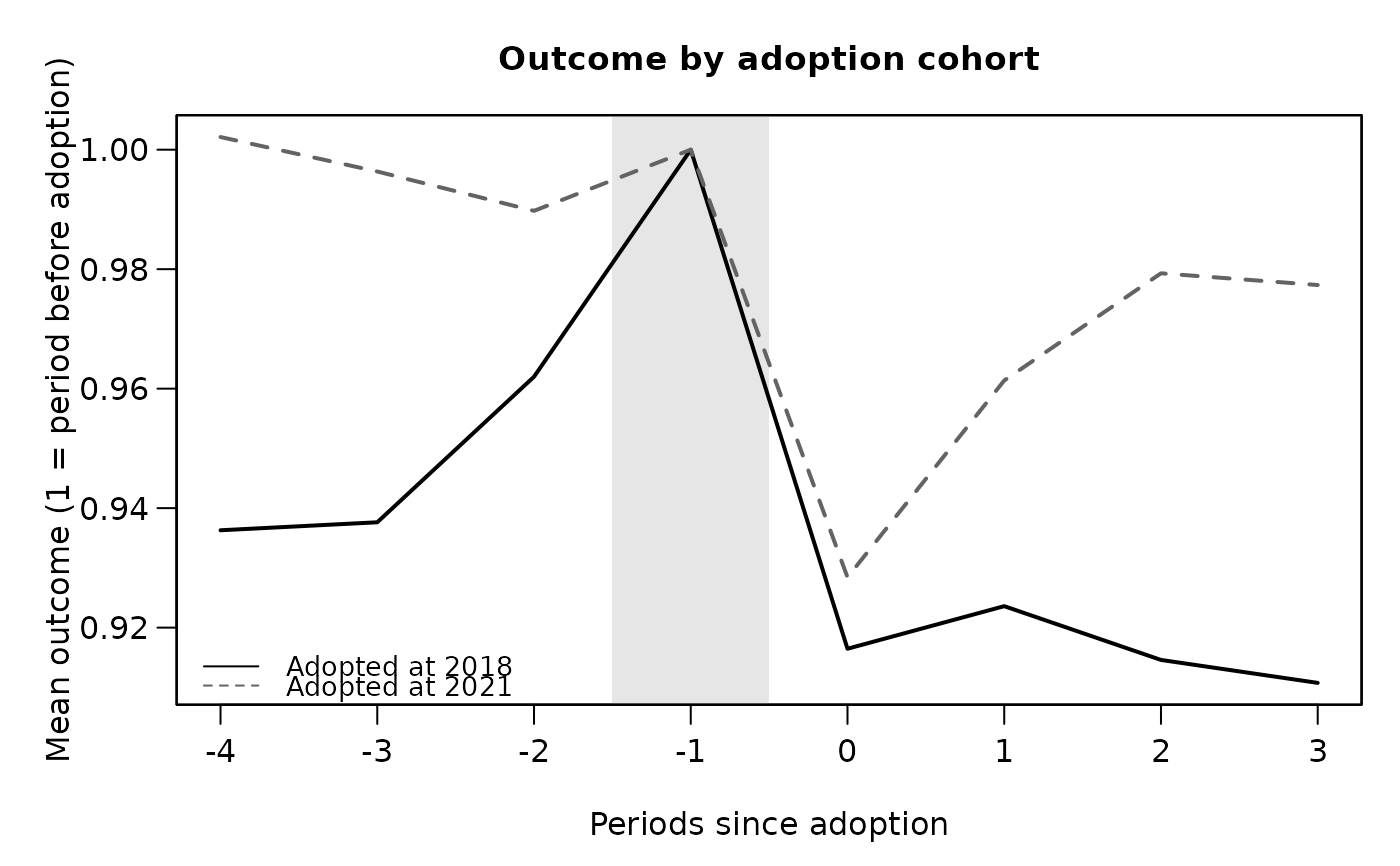 Outcome by adoption cohort
Mean outcome (1 = period before adoption)
1.00
0.98
0.96
0.94
0.92
Adopted at 2018
Adopted at 2021
-4 -3 -2 -1 0 1 2 3
Periods since adoption